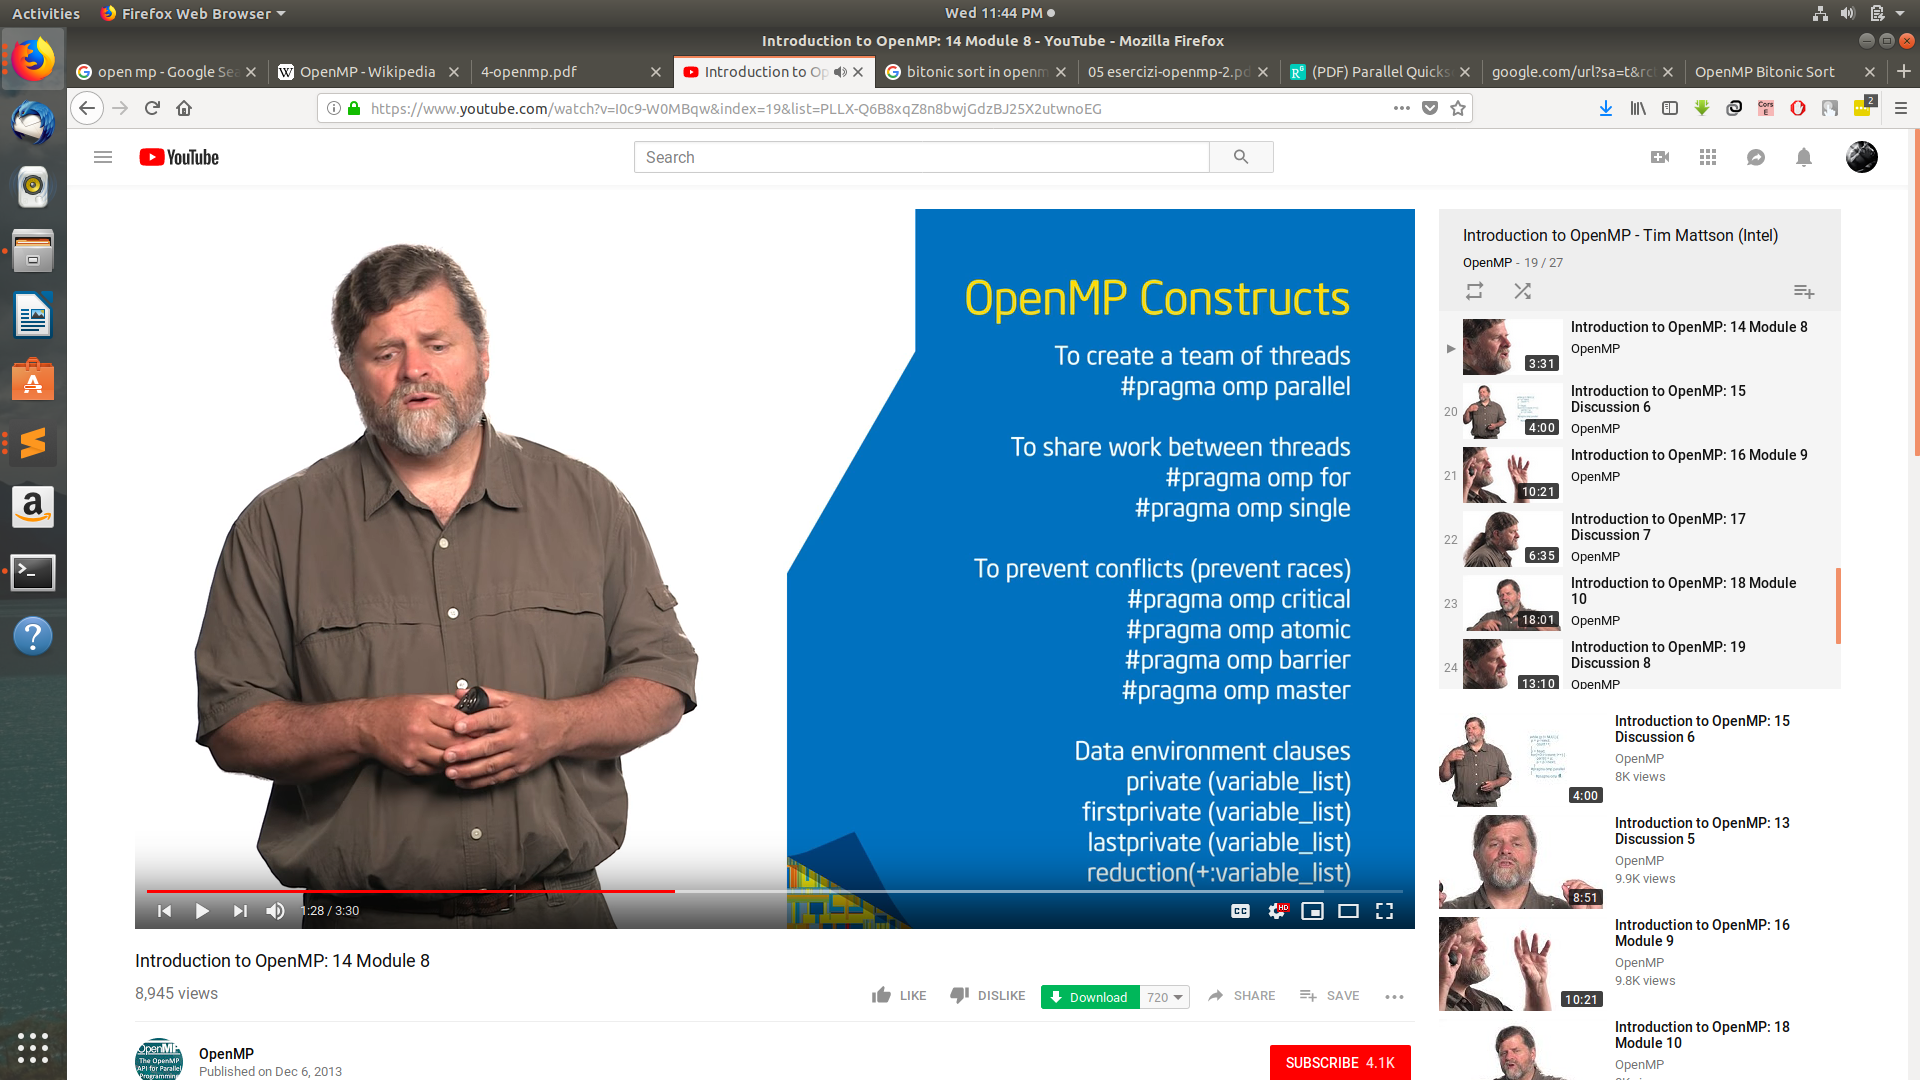 Activities
Firefox Web Browser
Wed 11:44 PM
Introduction to OpenMP: 14 Module 8 - YouTube - Mozilla Firefox
open mp - Google Sea
OpenMP - Wikipedia
4-openmp.pdf
Introduction to Op
bitonic sort in openm
05 esercizi-openmp-2.pd
(PDF) Parallel Quicks
google.com/url?sa=t&rc
OpenMP Bitonic Sort
https://www.youtube.com/watch?v=I0c9-W0MBqw&index=19&list=PLLX-Q6B8xqZ8n8bwjGdzBJ25X2utwnoEG
Cors
E
2
YouTube
Search
OpenMP Constructs
To create a team of threads
#pragma omp parallel
To share work between threads
#pragma omp for
#pragma omp single
To prevent conflicts (prevent races)
#pragma omp critical
#pragma omp atomic
#pragma omp barrier
#pragma omp master
Data environment clauses
private (variable_list)
firstprivate (variable_list)
lastprivate (variable_list)
reduction(+:variable_list)
1:28 / 3:30
CC
HD
Introduction to OpenMP: 14 Module 8
8,945 views
LIKE
DISLIKE
Download
720
SHARE
SAVE
OpenMP
The OpenMP
API for Parallel
Programming
OpenMP
Published on Dec 6, 2013
SUBSCRIBE 4.1K
Introduction to OpenMP - Tim Mattson (Intel)
OpenMP - 19 / 27
3:31
Introduction to OpenMP: 14 Module 8
OpenMP
20
4:00
Introduction to OpenMP: 15
Discussion 6
OpenMP
21
10:21
Introduction to OpenMP: 16 Module 9
OpenMP
22
6:35
Introduction to OpenMP: 17
Discussion 7
OpenMP
23
18:01
Introduction to OpenMP: 18 Module
10
OpenMP
24
13:10
Introduction to OpenMP: 19
Discussion 8
OpenMP
4:00
Introduction to OpenMP: 15
Discussion 6
OpenMP
8K views
8:51
Introduction to OpenMP: 13
Discussion 5
OpenMP
9.9K views
10:21
Introduction to OpenMP: 16
Module 9
OpenMP
9.8K views
Introduction to OpenMP: 18
Module 10
OpenMP